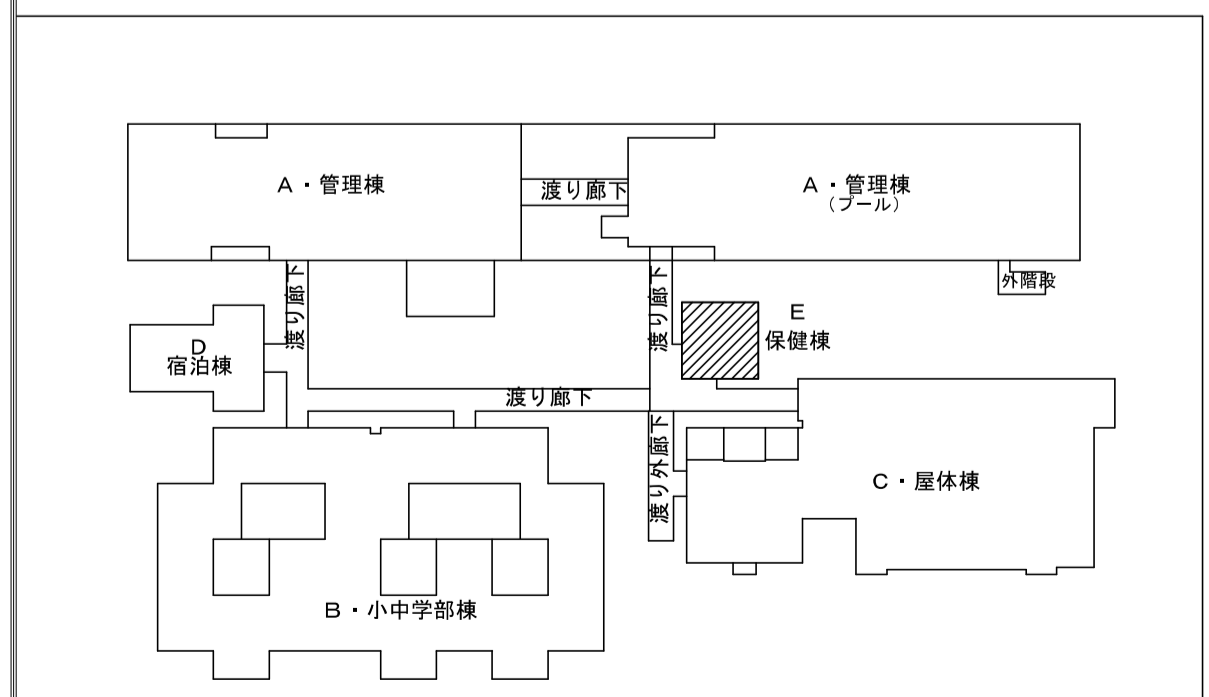 A・管理棟
渡り廊下
A・管理棟
(プール)
渡り廊下
渡り廊下
外階段
D
宿泊棟
E
保健棟
渡り廊下
渡り外廊下
C・屋体棟
B・小中学部棟